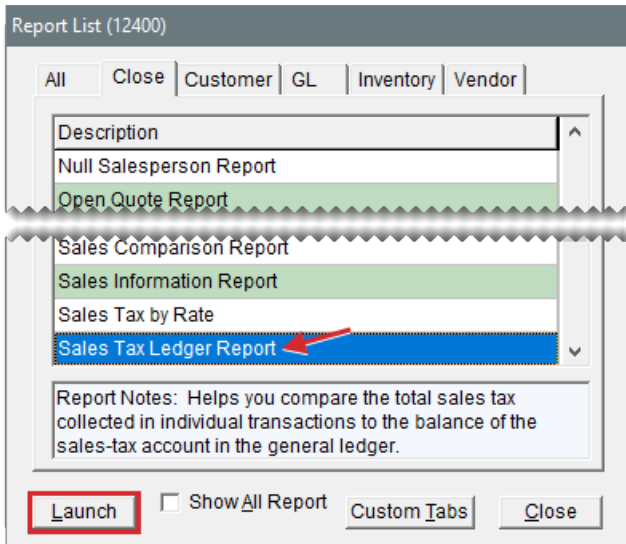 Report List (12400)
All Close Customer GL Inventory Vendor
Description
Null Salesperson Report
Open Quote Report
Sales Comparison Report
Sales Information Report
Sales Tax by Rate
Sales Tax Ledger Report
Report Notes: Helps you compare the total sales tax
collected in individual transactions to the balance of the
sales-tax account in the general ledger.
Launch Show All Report Custom Tabs Close